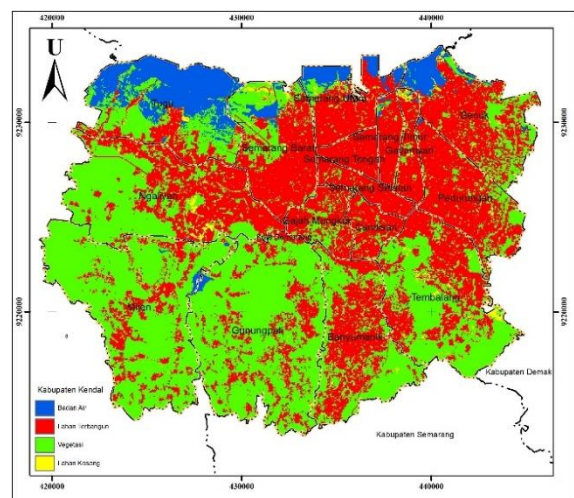 420000 430000 440000
U
Tugu
Semarang Utara
Genuk
9230000 9230000
Semarang Timur
Semarang Barat
Gayamsari
Semarang Tengah
Semarang Selatan
Ngaliyan
Pedurungan
Gajah Mungkur
Candisari
Tembalang
Mijen
9220000 9220000
Gunungpati
Banyumanik
Kabupaten Demak
Kabupaten Kendal
Badan Air
Lahan Terbangun
Kabupaten Semarang
Vegetasi
Lahan Kosong
420000 430000 440000